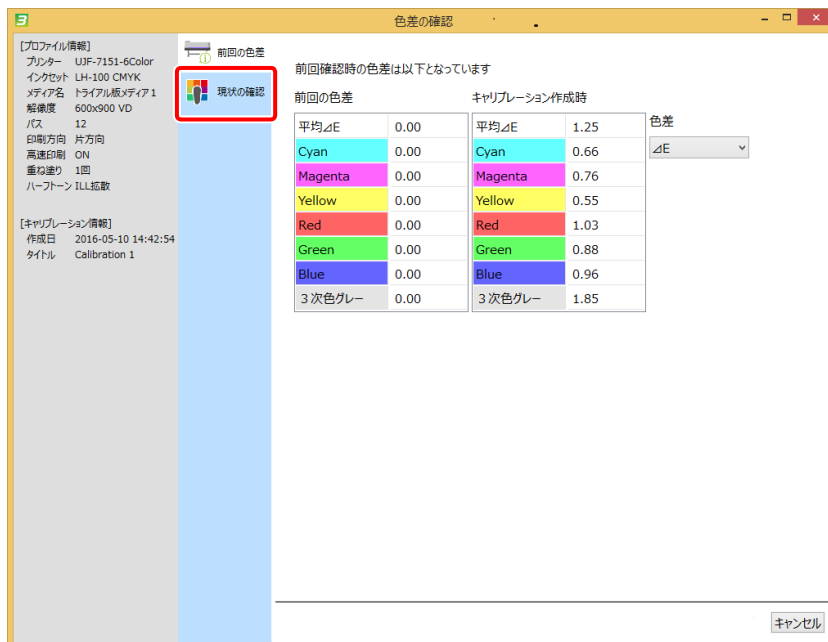 色差の確認
[プロファイル情報]
プリンター UJF-7151-6Color
インクセット LH-100 CMYK
メディア名 トライアル版メディア1
解像度 600x900 VD
パス 12
印刷方向 片方向
高速印刷 ON
重ね塗り 1回
ハーフトーン ILL拡散
[キャリブレーション情報]
作成日 2016-05-10 14:42:54
タイトル Calibration 1
前回の色差
現状の確認
前回確認時の色差は以下となっています
前回の色差
平均⊿E 0.00
Cyan 0.00
Magenta 0.00
Yellow 0.00
Red 0.00
Green 0.00
Blue 0.00
３次色グレー 0.00
キャリブレーション作成時
平均⊿E 1.25
Cyan 0.66
Magenta 0.76
Yellow 0.55
Red 1.03
Green 0.88
Blue 0.96
３次色グレー 1.85
色差
⊿E
キャンセル